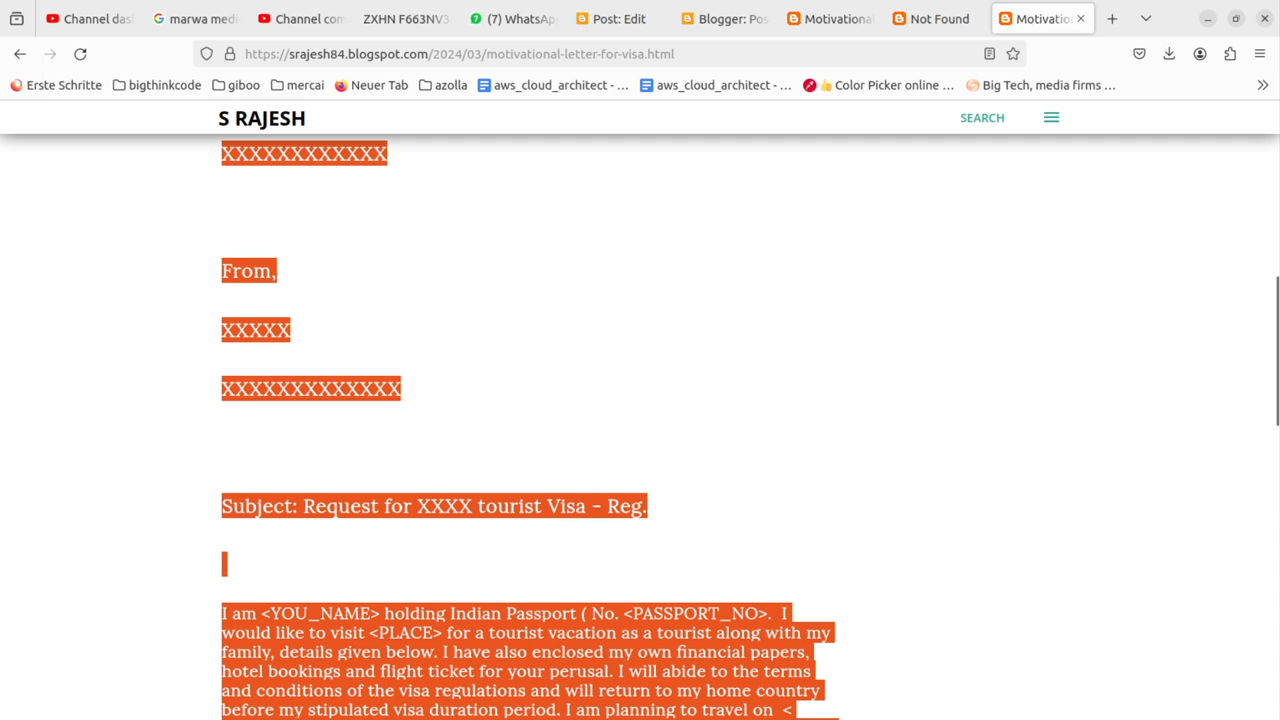 Channel das
marwa medi
Channel com
ZXHN F663NV3
(7) WhatsAp
Post: Edit
Blogger: Pos
Motivational
Not Found
Motivation
https://srajesh84.blogspot.com/2024/03/motivational-letter-for-visa.html
Erste Schritte
bigthinkcode
giboo
mercai
Neuer Tab
azolla
aws_cloud_architect - ...
aws_cloud_architect - ...
Color Picker online ...
Big Tech, media firms ...
S RAJESH
SEARCH
XXXXXXXXXXXX
From,
XXXXX
XXXXXXXXXXXXX
Subject: Request for XXXX tourist Visa - Reg.
I am <YOU_NAME> holding Indian Passport ( No. <PASSPORT_NO>. I
would like to visit <PLACE> for a tourist vacation as a tourist along with my
family, details given below. I have also enclosed my own financial papers,
hotel bookings and flight ticket for your perusal. I will abide to the terms
and conditions of the visa regulations and will return to my home country
before my stipulated visa duration period. I am planning to travel on <